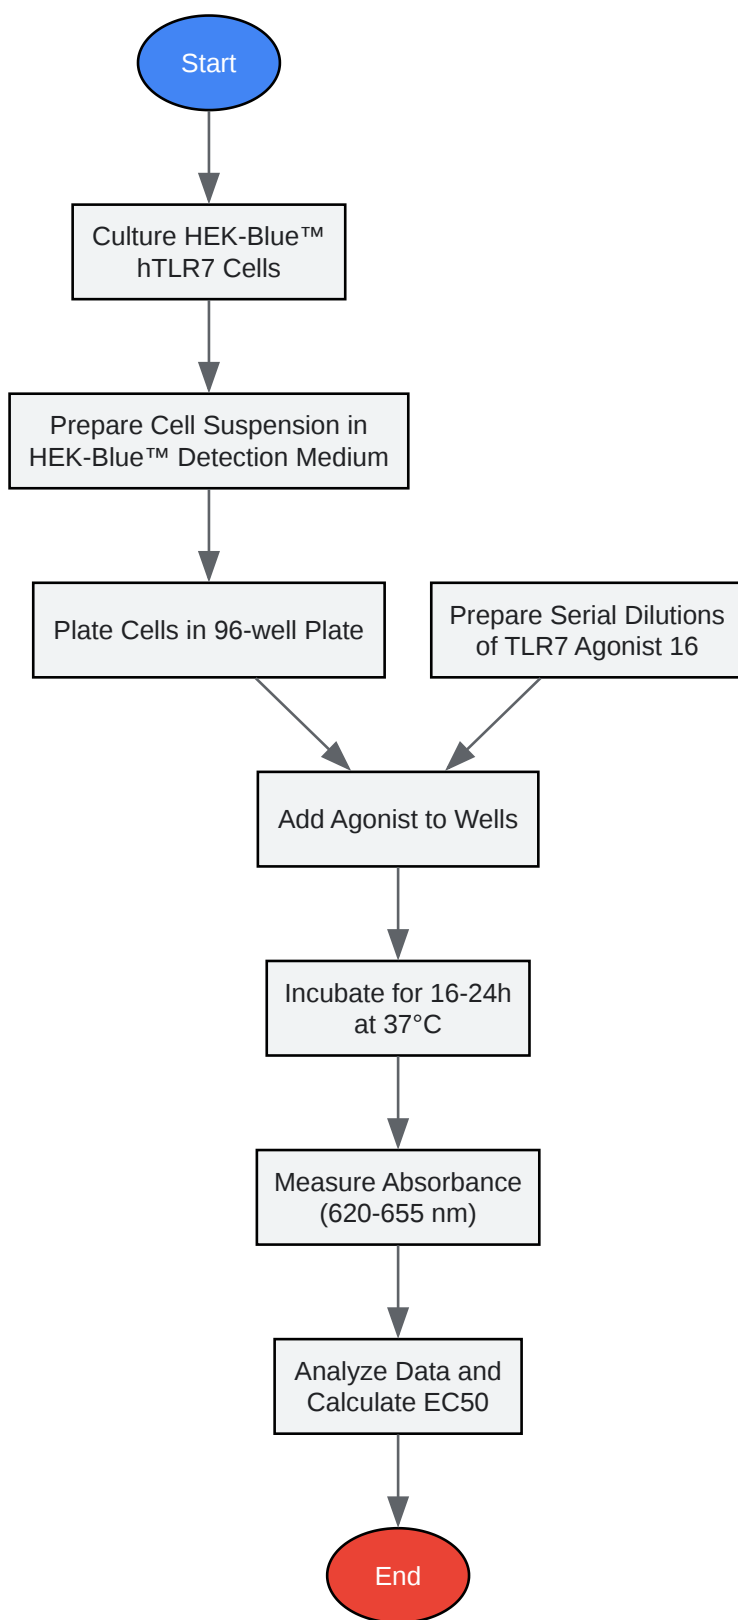 Start
Culture HEK-Blue™
hTLR7 Cells
Prepare Cell Suspension in
HEK-Blue™ Detection Medium
Plate Cells in 96-well Plate
Prepare Serial Dilutions
of TLR7 Agonist 16
Add Agonist to Wells
Incubate for 16-24h
at 37°C
Measure Absorbance
(620-655 nm)
Analyze Data and
Calculate EC50
End